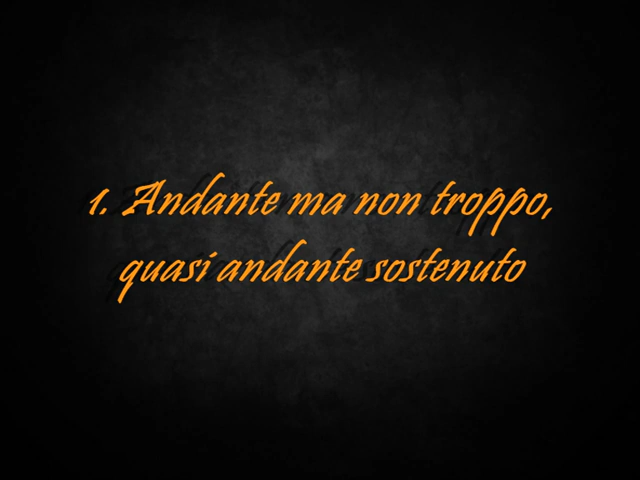 1. Andante ma non troppo,
quasi andante sostenuto